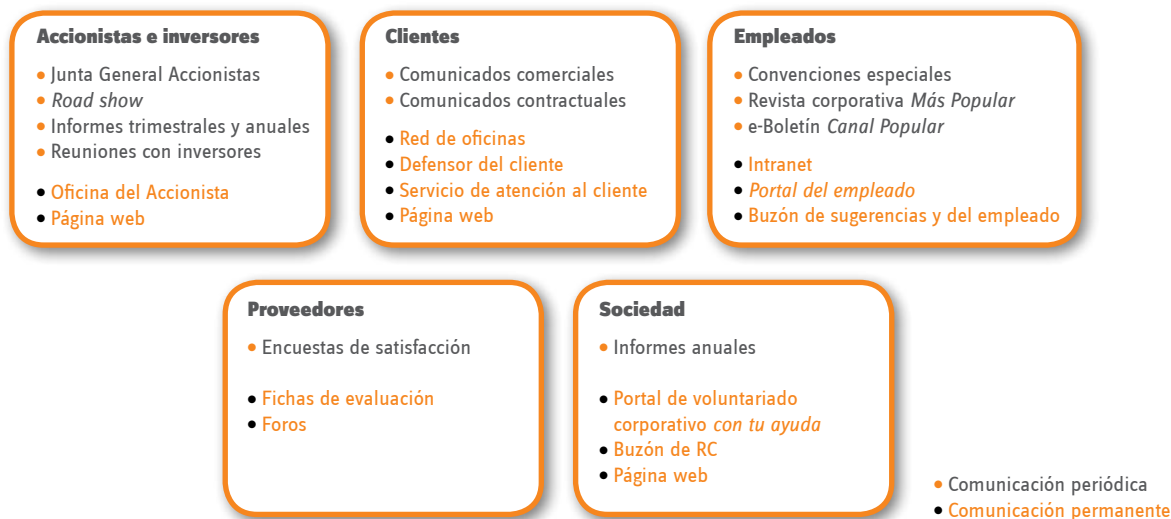 Accionistas e inversores
• Junta General Accionistas
• Road show
• Informes trimestrales y anuales
• Reuniones con inversores
• Oficina del Accionista
• Página web
Clientes
• Comunicados comerciales
• Comunicados contractuales
• Red de oficinas
• Defensor del cliente
• Servicio de atención al cliente
• Página web
Empleados
• Convenciones especiales
• Revista corporativa Más Popular
• e-Boletín Canal Popular
• Intranet
• Portal del empleado
• Buzón de sugerencias y del empleado
Proveedores
• Encuestas de satisfacción
• Fichas de evaluación
• Foros
Sociedad
• Informes anuales
• Portal de voluntariado
corporativo con tu ayuda
• Buzón de RC
• Página web
• Comunicación periódica
• Comunicación permanente